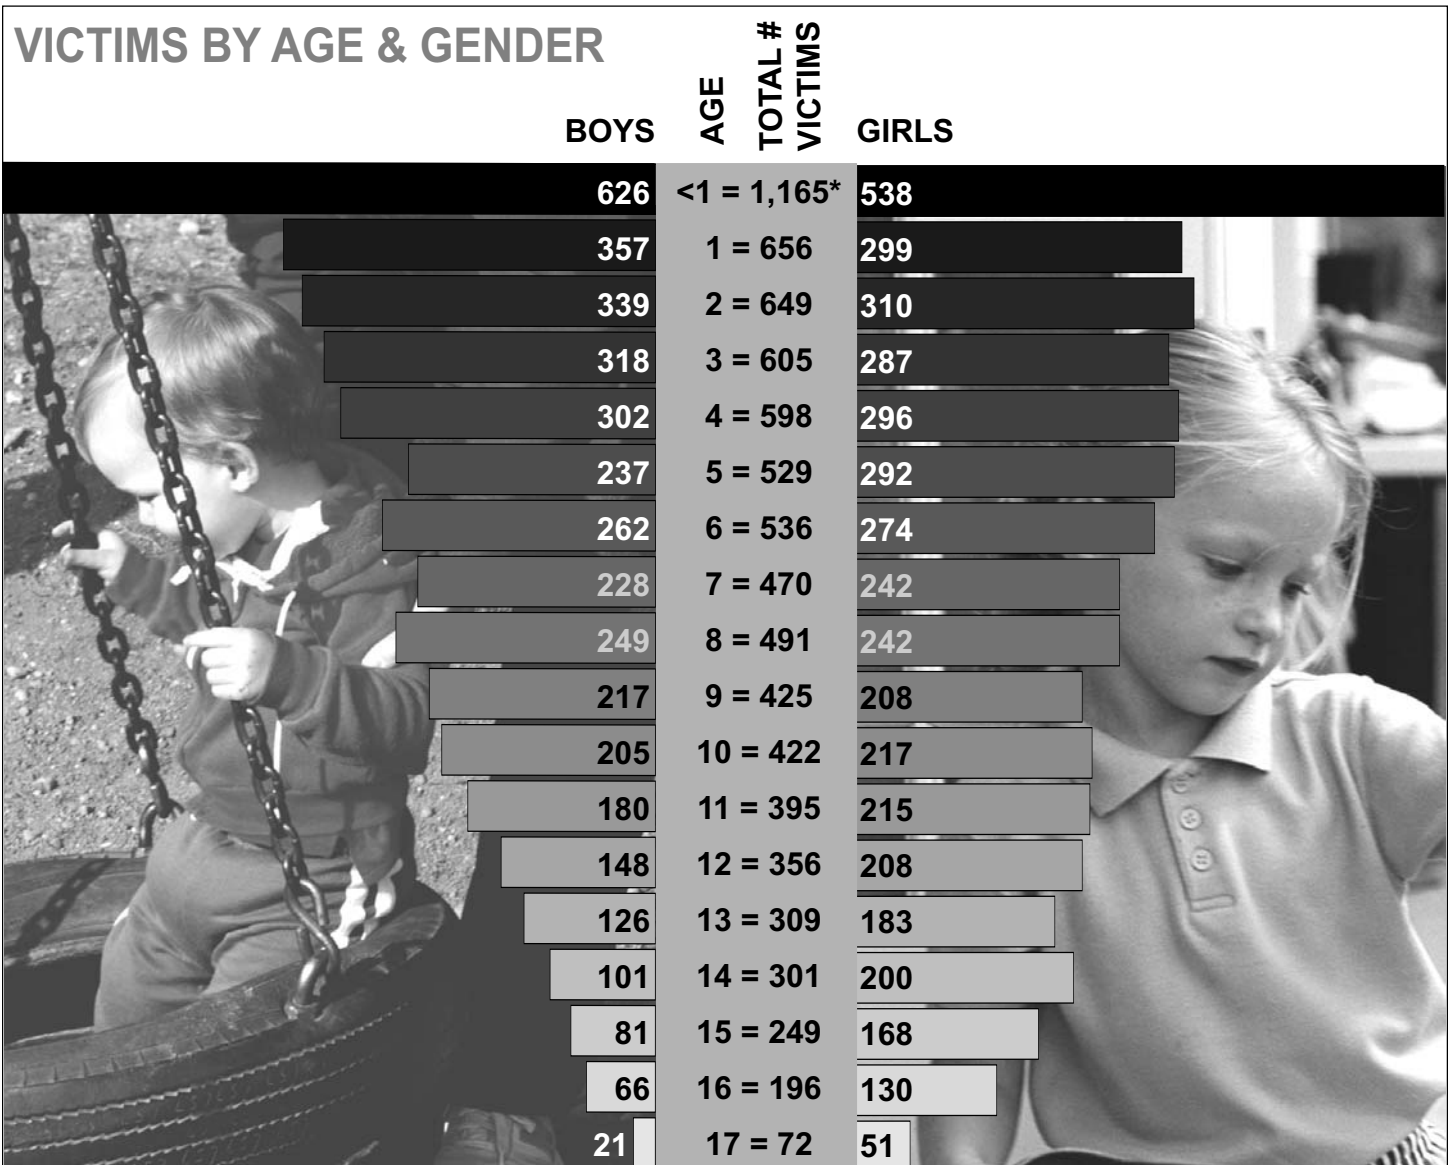 VICTIMS BY AGE & GENDER
BOYS AGE TOTAL # VICTIMS GIRLS
626 <1 = 1,165* 538
357 1 = 656 299
339 2 = 649 310
318 3 = 605 287
302 4 = 598 296
237 5 = 529 292
262 6 = 536 274
228 7 = 470 242
249 8 = 491 242
217 9 = 425 208
205 10 = 422 217
180 11 = 395 215
148 12 = 356 208
126 13 = 309 183
101 14 = 301 200
81 15 = 249 168
66 16 = 196 130
21 17 = 72 51